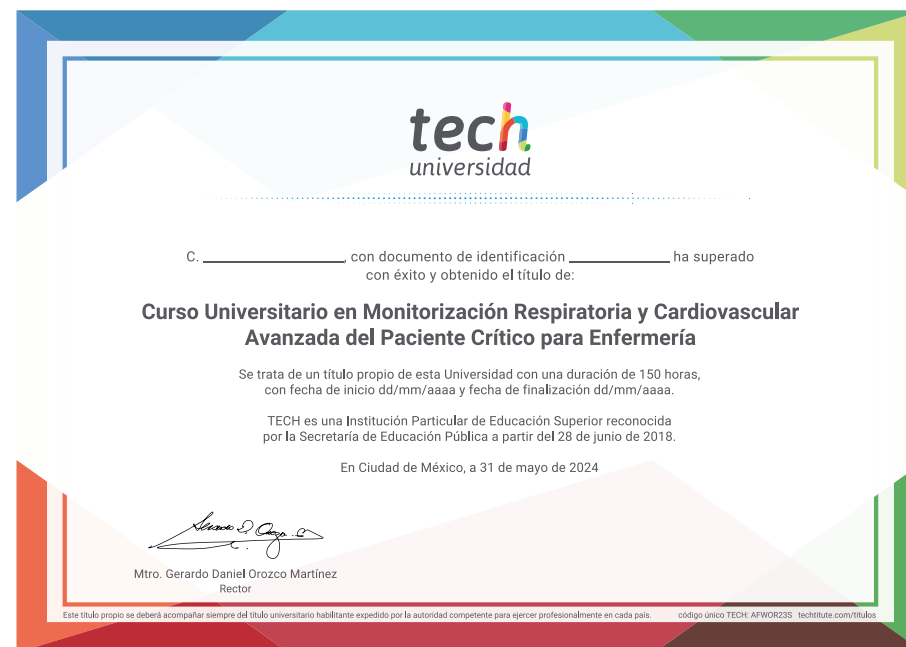 tech
universidad
C. ____________, con documento de identificación ____________ ha superado
con éxito y obtenido el título de:
Curso Universitario en Monitorización Respiratoria y Cardiovascular
Avanzada del Paciente Crítico para Enfermería
Se trata de un título propio de esta Universidad con una duración de 150 horas,
con fecha de inicio dd/mm/aaaa y fecha de finalización dd/mm/aaaa.
TECH es una Institución Particular de Educación Superior reconocida
por la Secretaría de Educación Pública a partir del 28 de junio de 2018.
En Ciudad de México, a 31 de mayo de 2024
Mtro. Gerardo Daniel Orozco Martínez
Rector
Este título propio se deberá acompañar siempre del título universitario habilitante expedido por la autoridad competente para ejercer profesionalmente en cada país. código único TECH: AFWOR23S techtitute.com/titulos